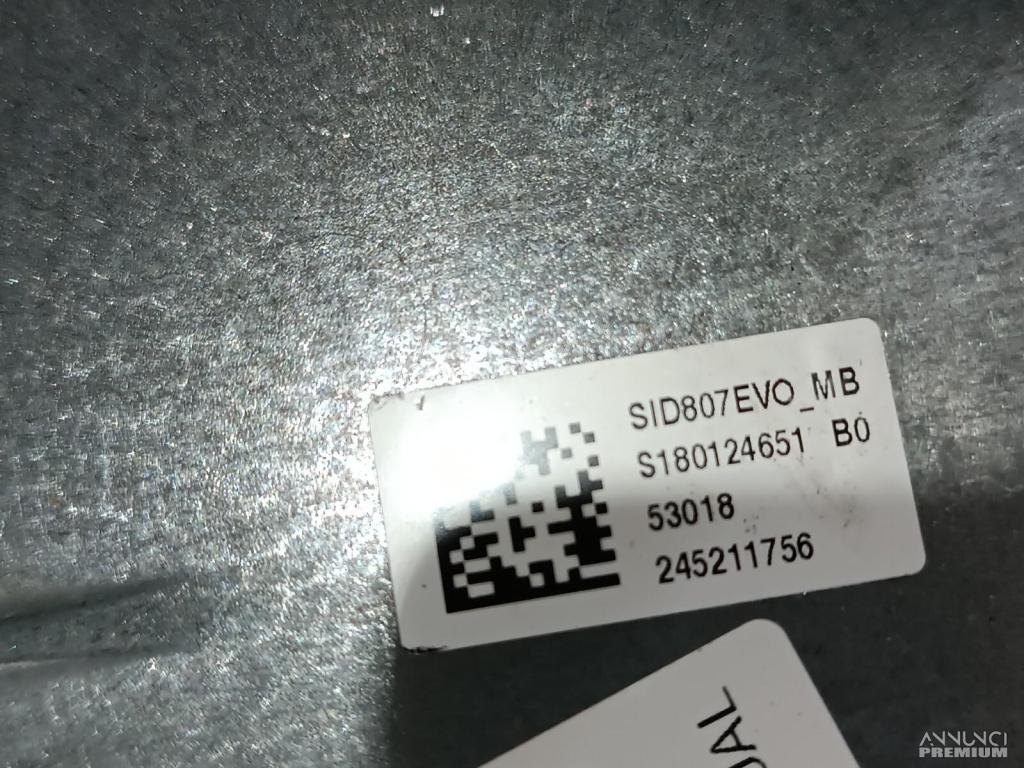 SID807EVO_MB
S180124651 B0
53018
245211756
ANNUNCI
PREMIUM